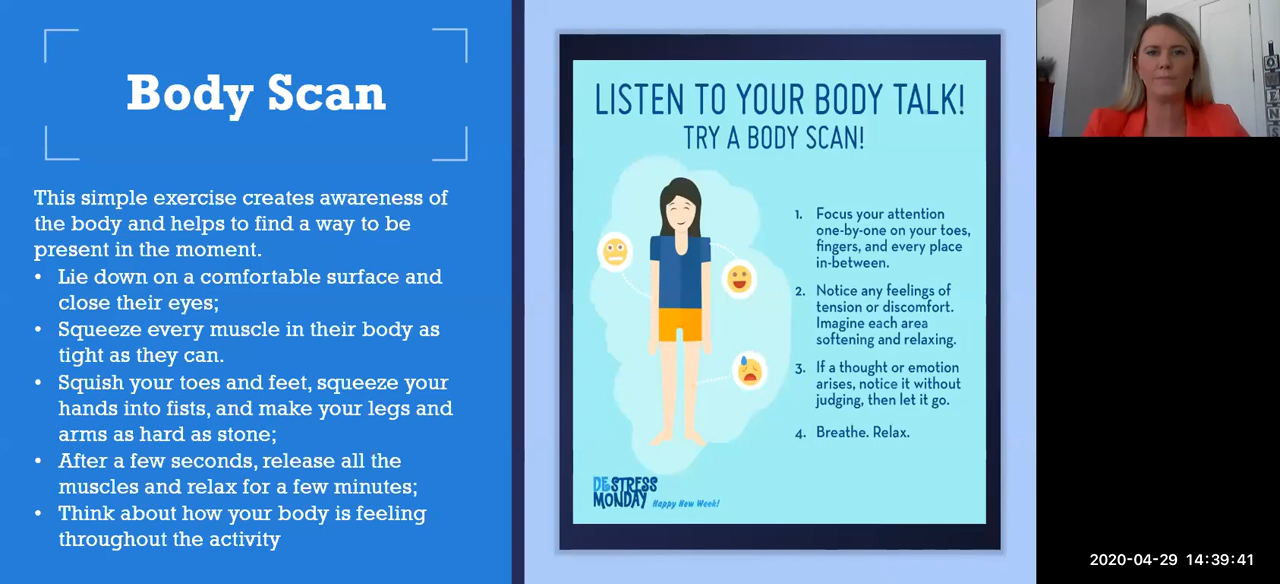 Body Scan
This simple exercise creates awareness of
the body and helps to find a way to be
present in the moment.
• Lie down on a comfortable surface and
close their eyes;
• Squeeze every muscle in their body as
tight as they can.
• Squish your toes and feet, squeeze your
hands into fists, and make your legs and
arms as hard as stone;
• After a few seconds, release all the
muscles and relax for a few minutes;
• Think about how your body is feeling
throughout the activity
LISTEN TO YOUR BODY TALK!
TRY A BODY SCAN!
1. Focus your attention
one-by-one on your toes,
fingers, and every place
in-between.
2. Notice any feelings of
tension or discomfort.
Imagine each area
softening and relaxing.
3. If a thought or emotion
arises, notice it without
judging, then let it go.
4. Breathe. Relax.
DESTRESS
MONDAY Happy New Week!
2020-04-29 14:39:41